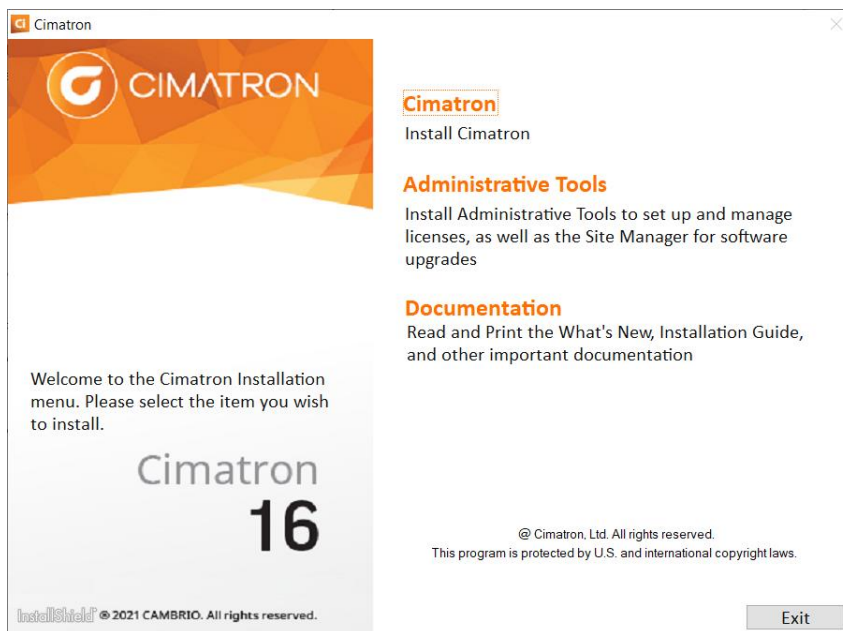 Cimatron
CIMATRON
Welcome to the Cimatron Installation
menu. Please select the item you wish
to install.
Cimatron
16
InstallShield® © 2021 CAMBRIO. All rights reserved.
Cimatron
Install Cimatron
Administrative Tools
Install Administrative Tools to set up and manage
licenses, as well as the Site Manager for software
upgrades
Documentation
Read and Print the What's New, Installation Guide,
and other important documentation
@ Cimatron, Ltd. All rights reserved.
This program is protected by U.S. and international copyright laws.
Exit